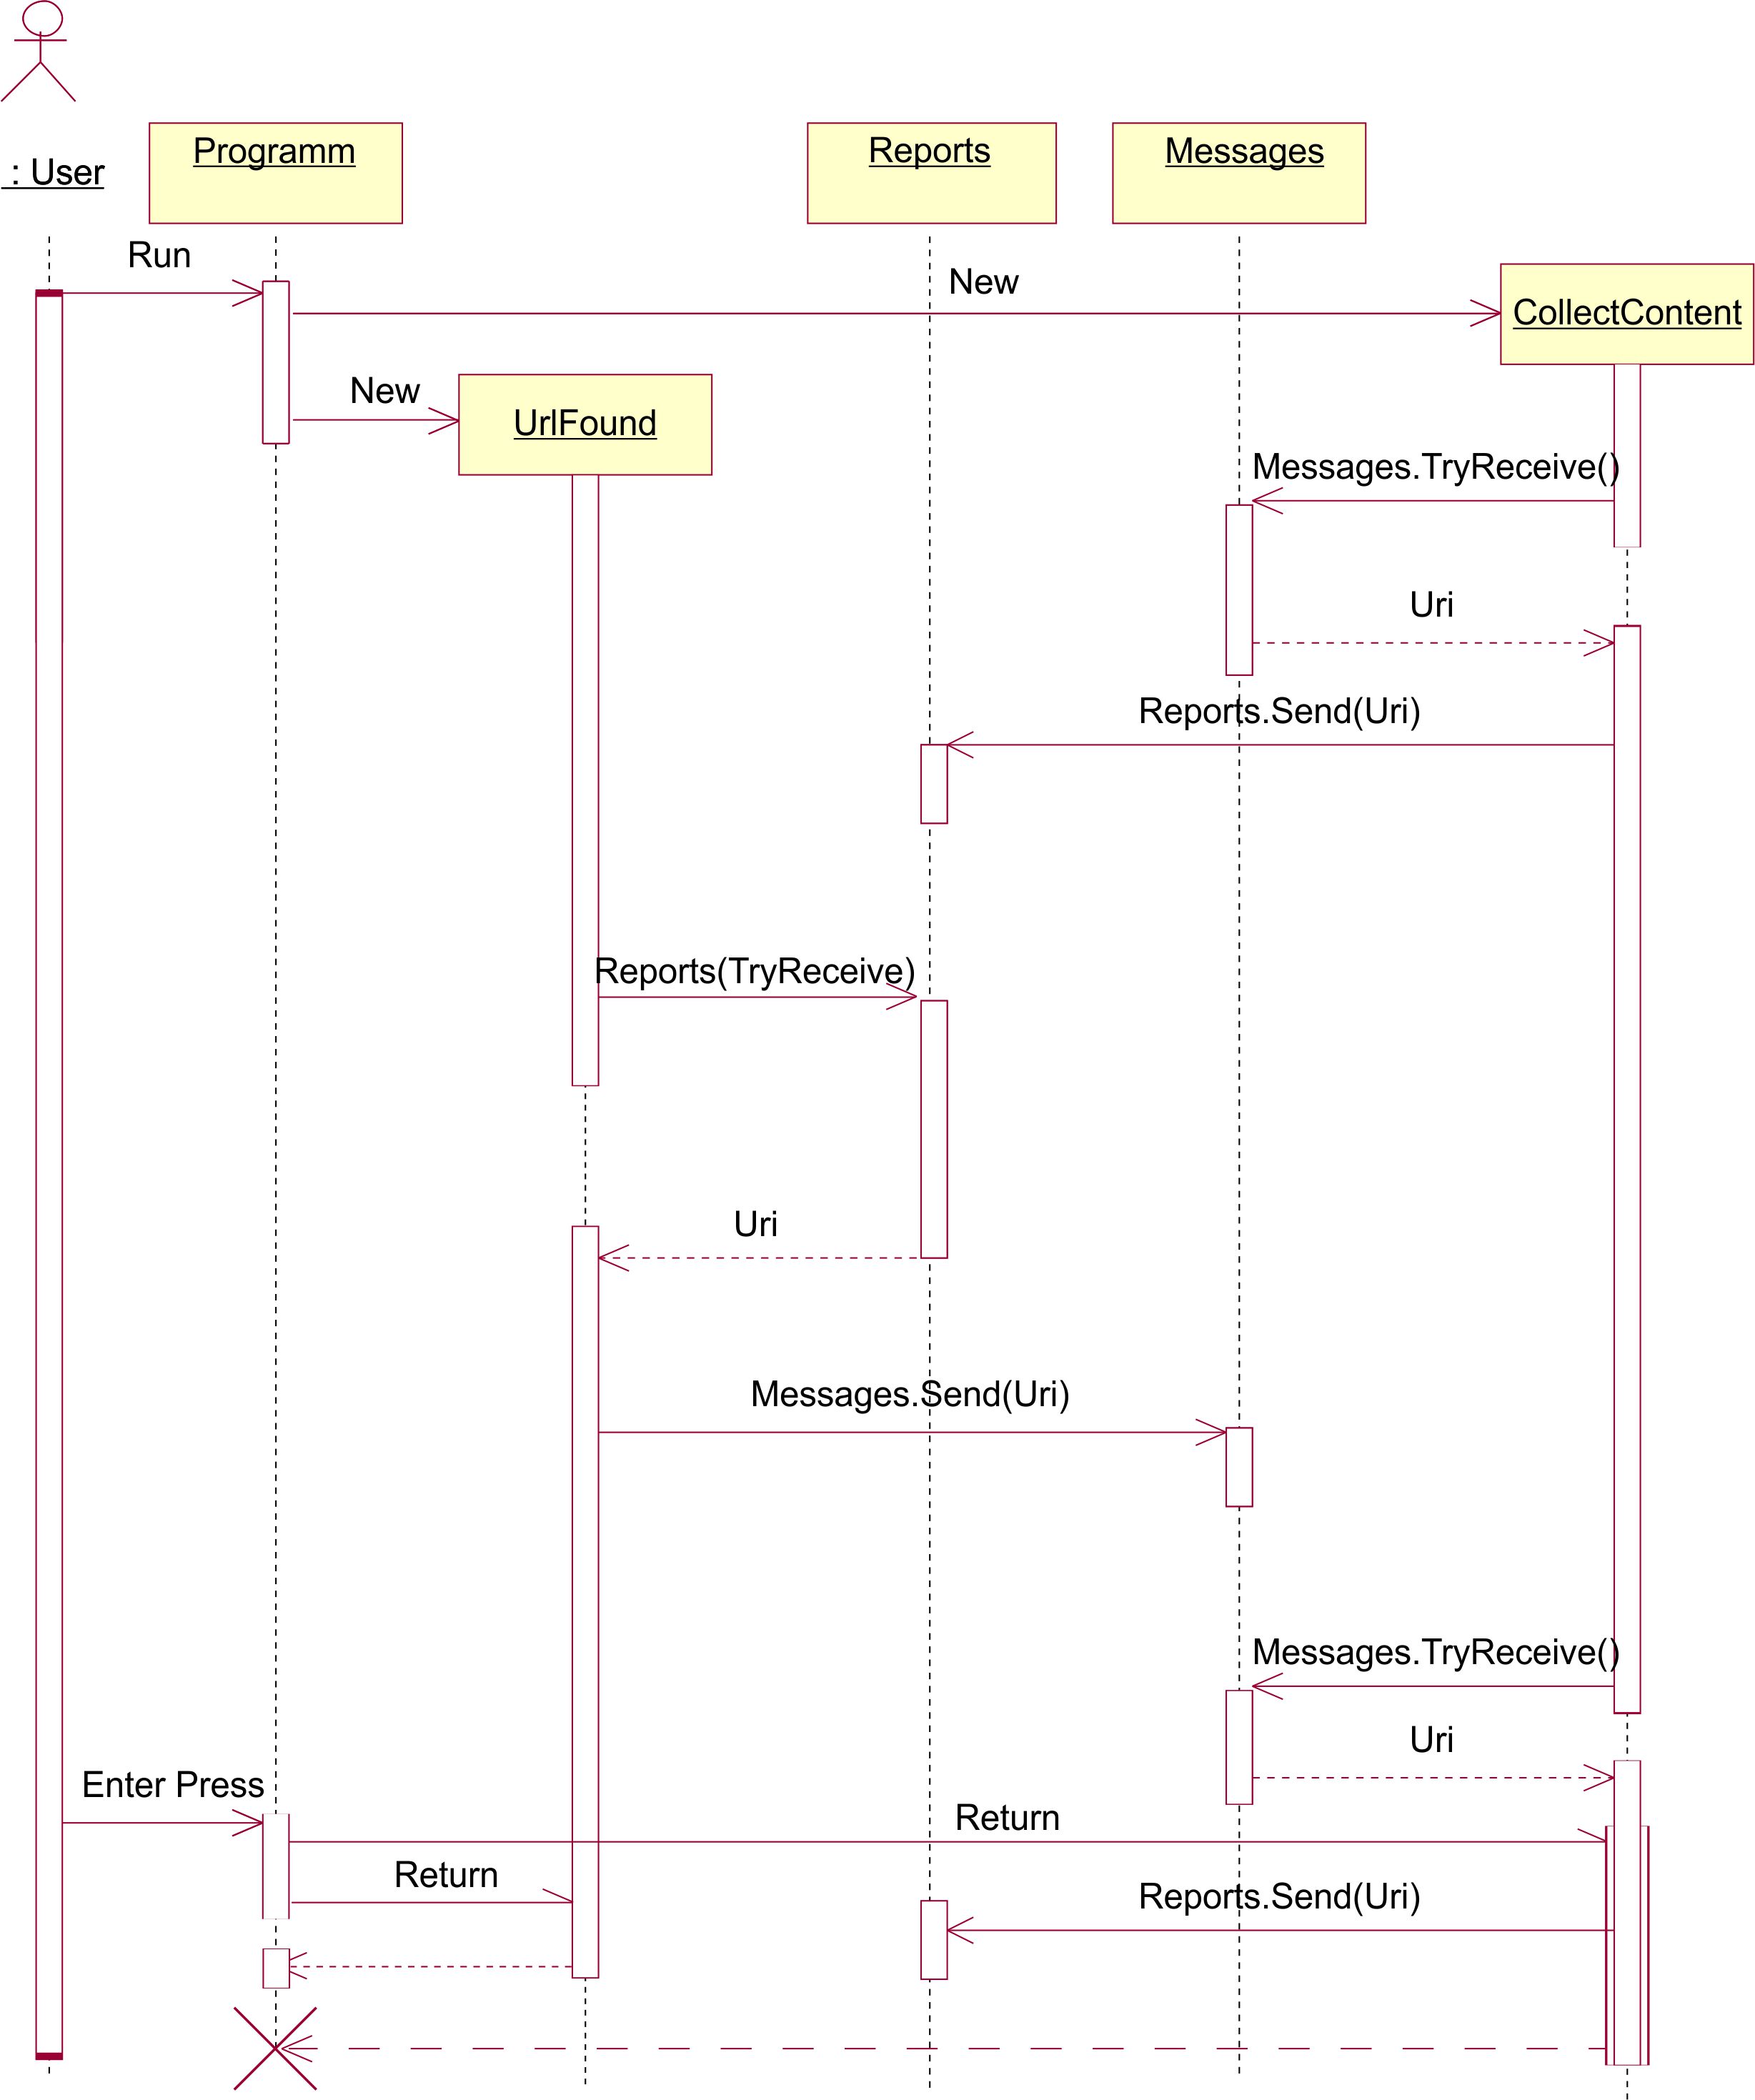 : User
Programm
Reports
Messages
Run
New
CollectContent
New
UrlFound
Messages.TryReceive()
Uri
Reports.Send(Uri)
Reports(TryReceive)
Uri
Messages.Send(Uri)
Messages.TryReceive()
Uri
Enter Press
Return
Return
Reports.Send(Uri)